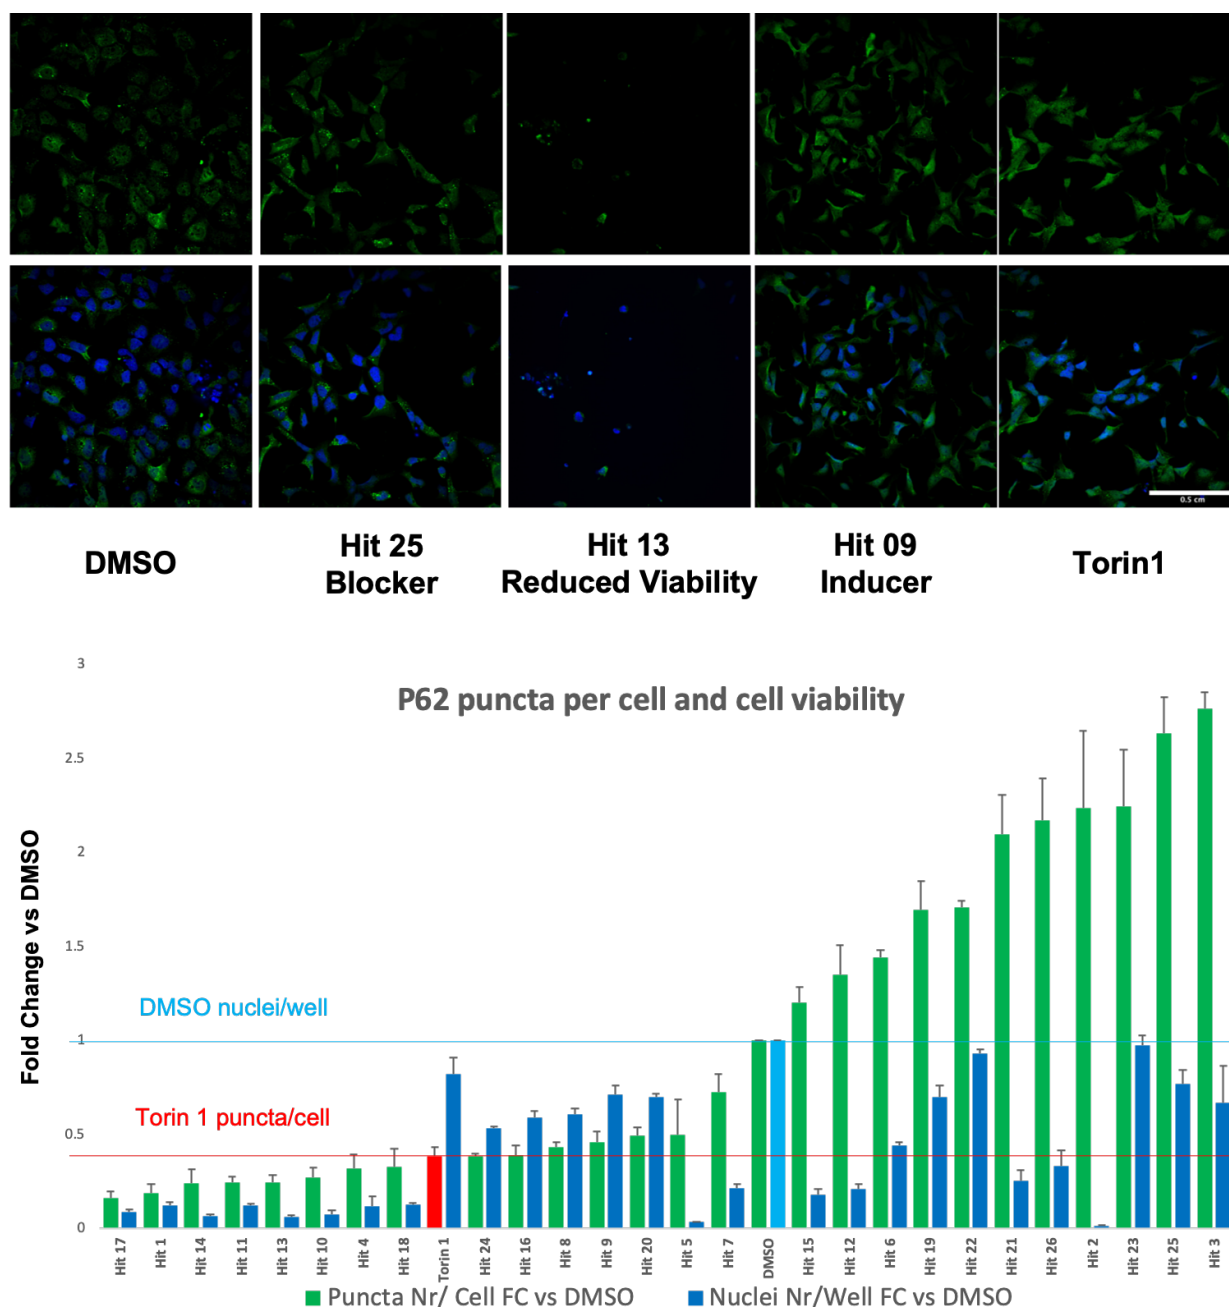 0.5 cm
DMSO
Hit 25
Blocker
Hit 13
Reduced Viability
Hit 09
Inducer
Torin1
P62 puncta per cell and cell viability
Fold Change vs DMSO
3
2.5
2
1.5
1
0.5
0
DMSO nuclei/well
Torin 1 puncta/cell
Hit 17
Hit 1
Hit 14
Hit 11
Hit 13
Hit 10
Hit 4
Hit 18
Torin 1
Hit 24
Hit 16
Hit 8
Hit 9
Hit 20
Hit 5
Hit 7
DMSO
Hit 15
Hit 12
Hit 6
Hit 19
Hit 22
Hit 21
Hit 26
Hit 2
Hit 23
Hit 25
Hit 3
Puncta Nr/ Cell FC vs DMSO
Nuclei Nr/Well FC vs DMSO